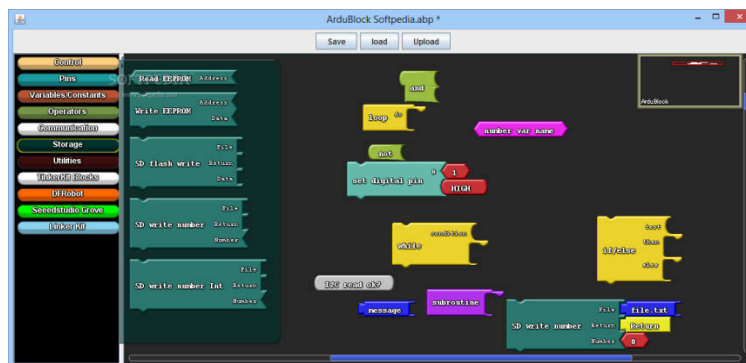 ArduBlock Softpedia.abp *
Save
load
Upload
Control
Pins
Variables/Constants
Operators
Communication
Storage
Utilities
TinkerKit Blocks
DFRobot
Seeedstudio Grove
Linker Kit
Read EEPROM Address
Write EEPROM Address
Data
SD flash write File
Return
Data
SD write number File
Return
Number
SD write number Int File
Return
Number
and
loop do
number var name
not
set digital pin # 1
HIGH
while condition
if/else test
then
else
I2C read ok?
message
subroutine
SD write number File file.txt
Return Return
Number 0
ArduBlock